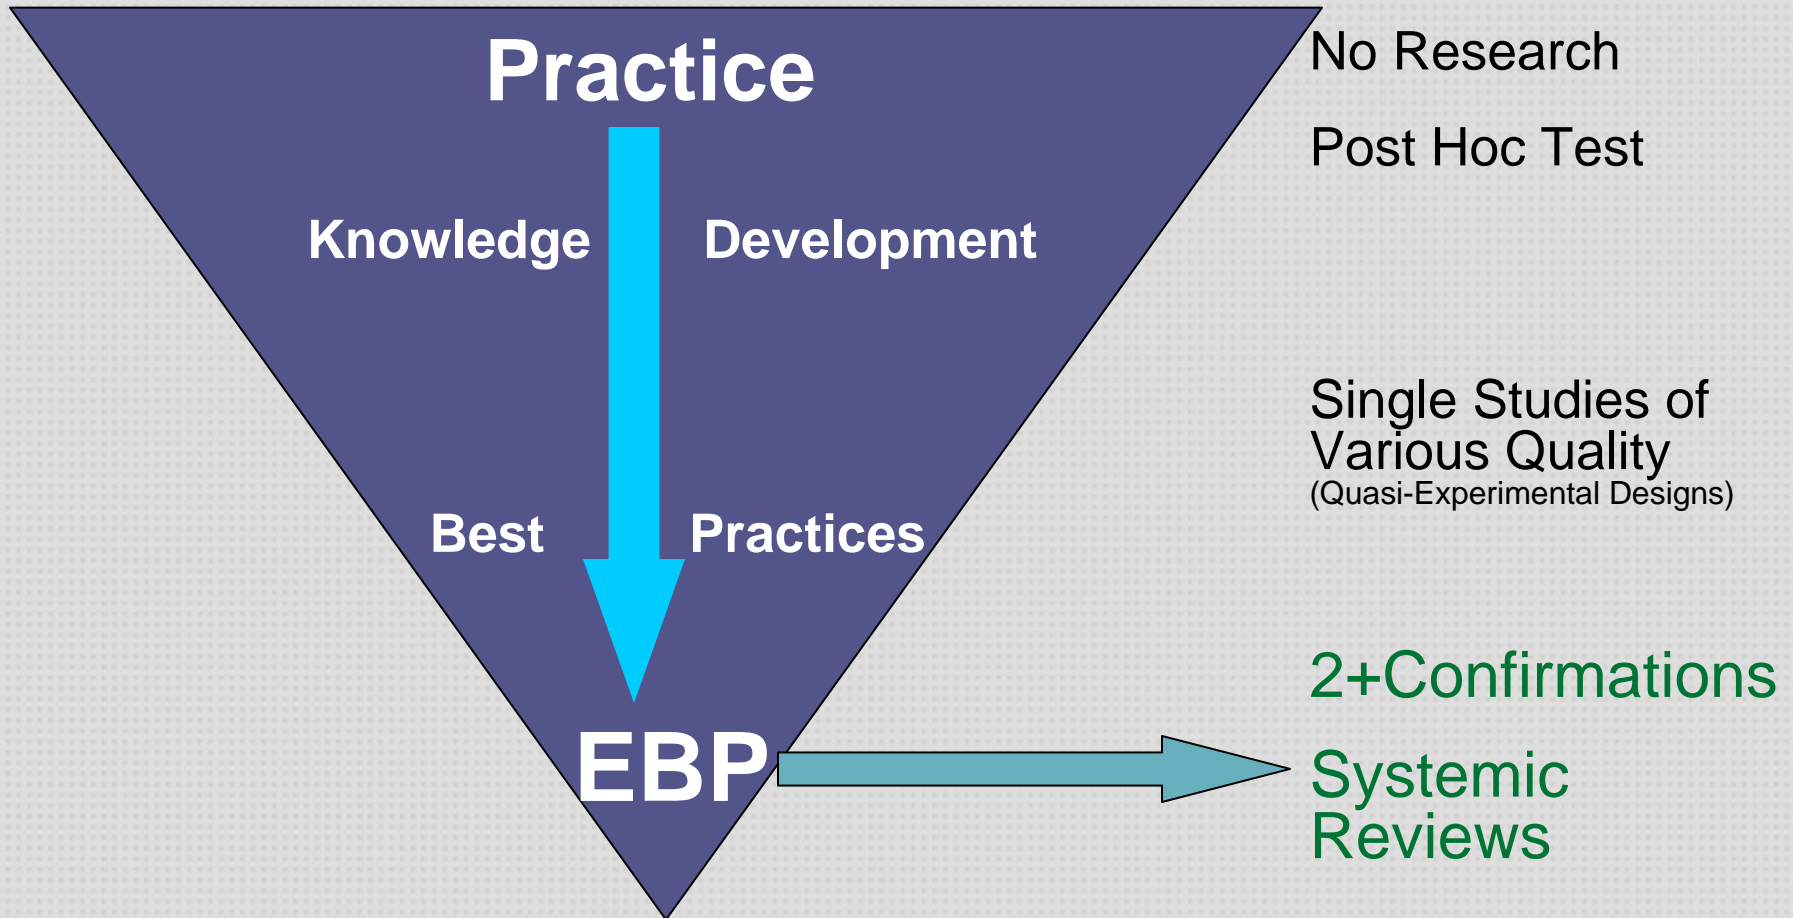 Practice
No Research
Post Hoc Test
Knowledge Development
Single Studies of
Various Quality
(Quasi-Experimental Designs)
Best Practices
2+Confirmations
EBP
Systemic
Reviews